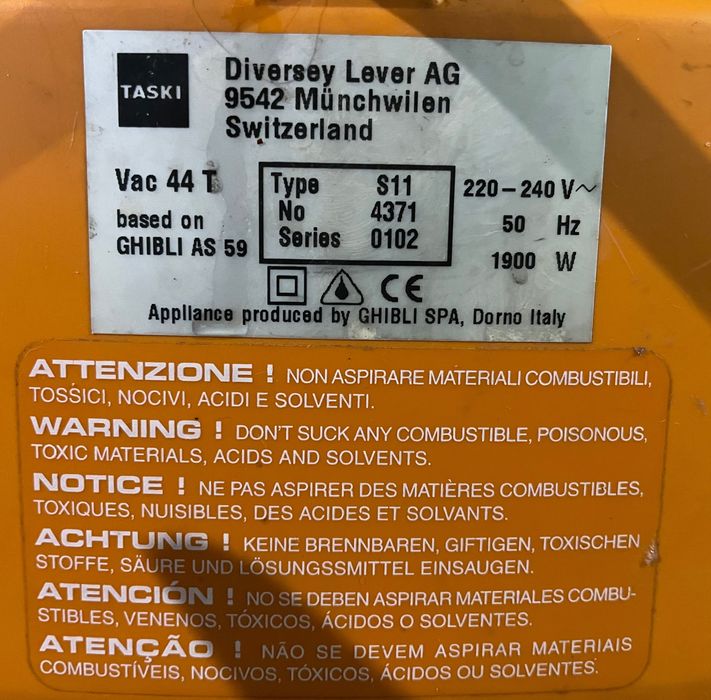 TASKI
Diversey Lever AG
9542 Münchwilen
Switzerland
Vac 44 T
based on
GHIBLI AS 59
Type S11
No 4371
Series 0102
220-240 V~
50 Hz
1900 W
CE
Appliance produced by GHIBLI SPA, Dorno Italy
ATTENZIONE ! NON ASPIRARE MATERIALI COMBUSTIBILI,
TOSSICI, NOCIVI, ACIDI E SOLVENTI.
WARNING ! DON'T SUCK ANY COMBUSTIBLE, POISONOUS,
TOXIC MATERIALS, ACIDS AND SOLVENTS.
NOTICE ! NE PAS ASPIRER DES MATIÈRES COMBUSTIBLES,
TOXIQUES, NUISIBLES, DES ACIDES ET SOLVANTS.
ACHTUNG ! KEINE BRENNBAREN, GIFTIGEN, TOXISCHEN
STOFFE, SÄURE UND LÖSUNGSSMITTEL EINSAUGEN.
ATENCIÓN ! NO SE DEBEN ASPIRAR MATERIALES COMBU-
STIBLES, VENENOS, TÓXICOS, ÁCIDOS O SOLVENTES.
ATENÇÃO ! NÃO SE DEVEM ASPIRAR MATERIAIS
COMBUSTÍVEIS, NOCIVOS, TÓXICOS, ÁCIDOS OU SOLVENTES.